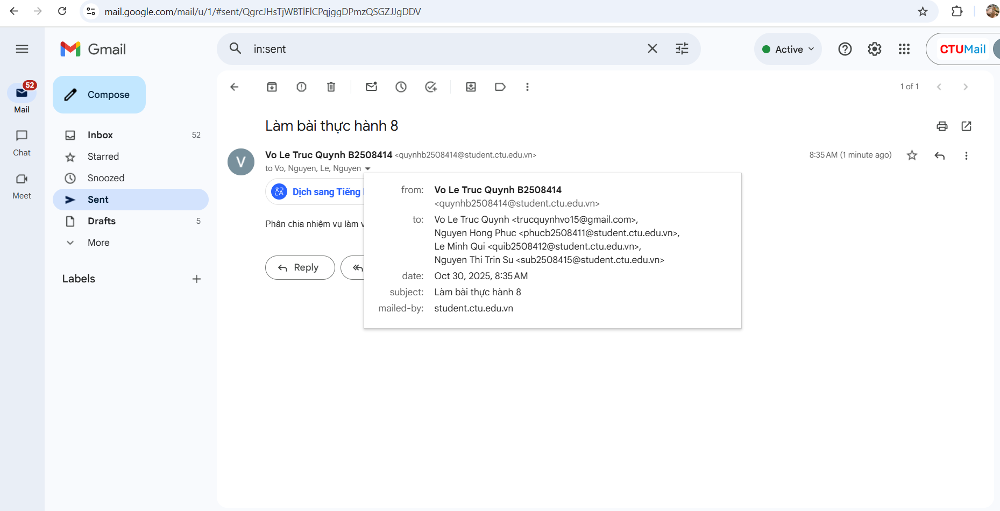 mail.google.com/mail/u/1/#sent/QgrcJHsTjWBTlFlCPqjggDPmzQSGZJJgDDV
Gmail
in:sent
Active
CTUMail
52
Mail
Chat
Meet
Compose
Inbox 52
Starred
Snoozed
Sent
Drafts 5
More
Labels
1 of 1
Làm bài thực hành 8
V
Vo Le Truc Quynh B2508414 <quynhb2508414@student.ctu.edu.vn>
8:35 AM (1 minute ago)
to Vo, Nguyen, Le, Nguyen
Dịch sang Tiếng
Phân chia nhiệm vụ làm
Reply
from: Vo Le Truc Quynh B2508414
<quynhb2508414@student.ctu.edu.vn>
to: Vo Le Truc Quynh <trucquynhvo15@gmail.com>,
Nguyen Hong Phuc <phucb2508411@student.ctu.edu.vn>,
Le Minh Qui <quib2508412@student.ctu.edu.vn>,
Nguyen Thi Trin Su <sub2508415@student.ctu.edu.vn>
date: Oct 30, 2025, 8:35 AM
subject: Làm bài thực hành 8
mailed-by: student.ctu.edu.vn